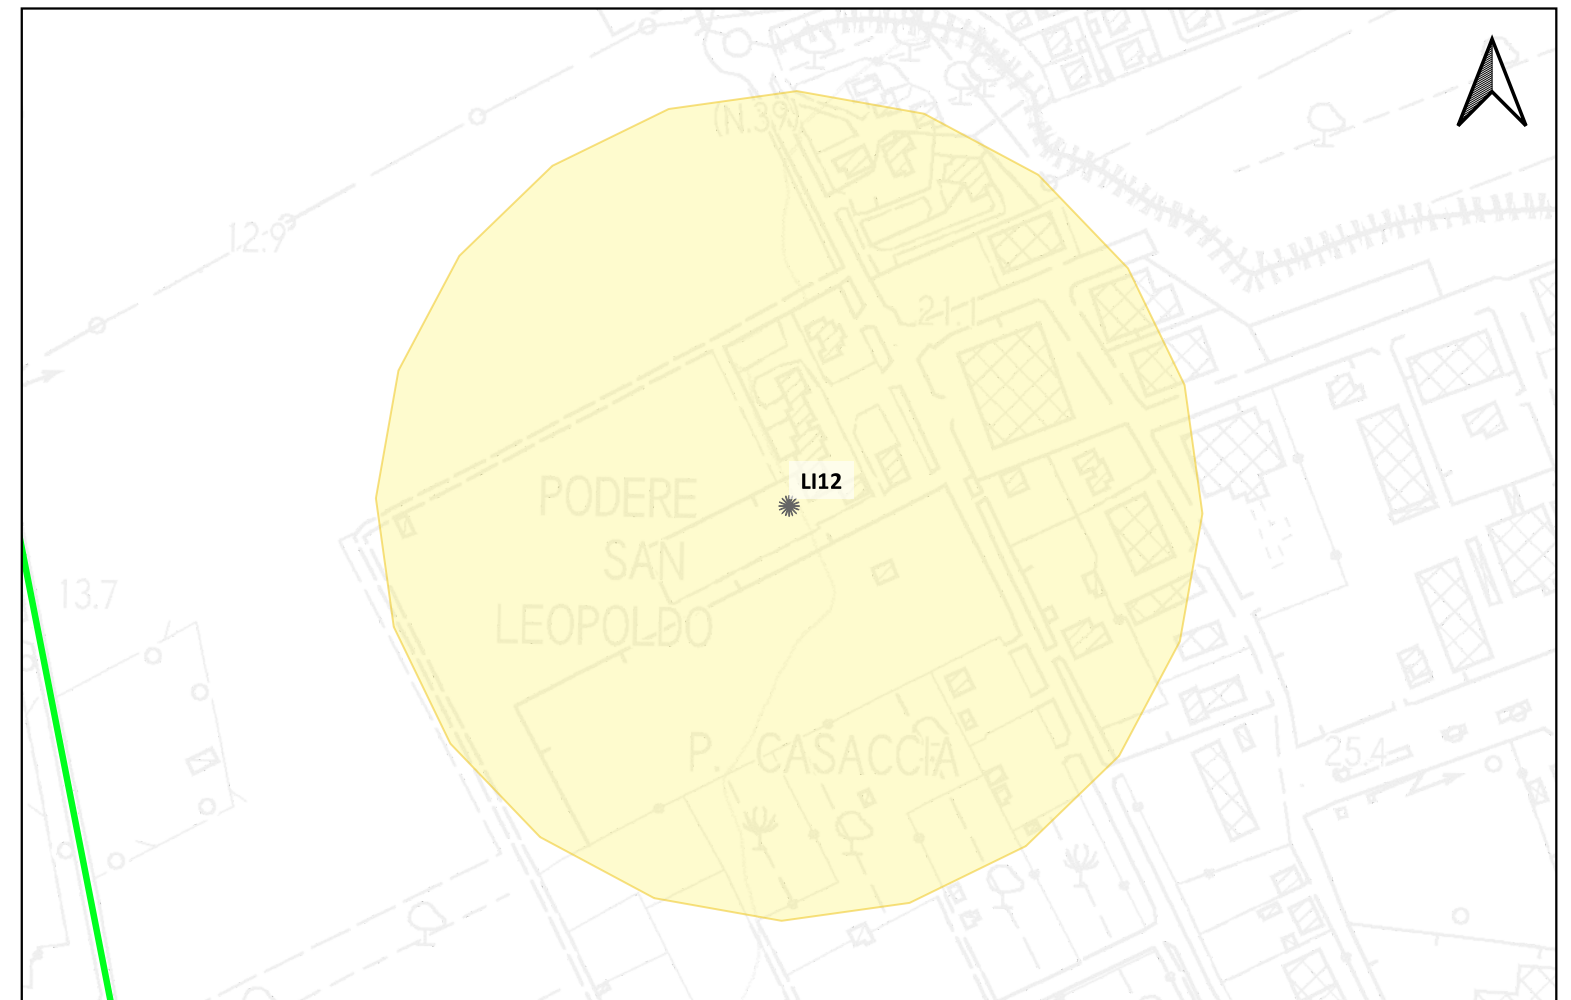 (N.39)
12.9
21.1
LI12
PODERE
SAN
LEOPOLDO
13.7
P. CASACCIA
25.4